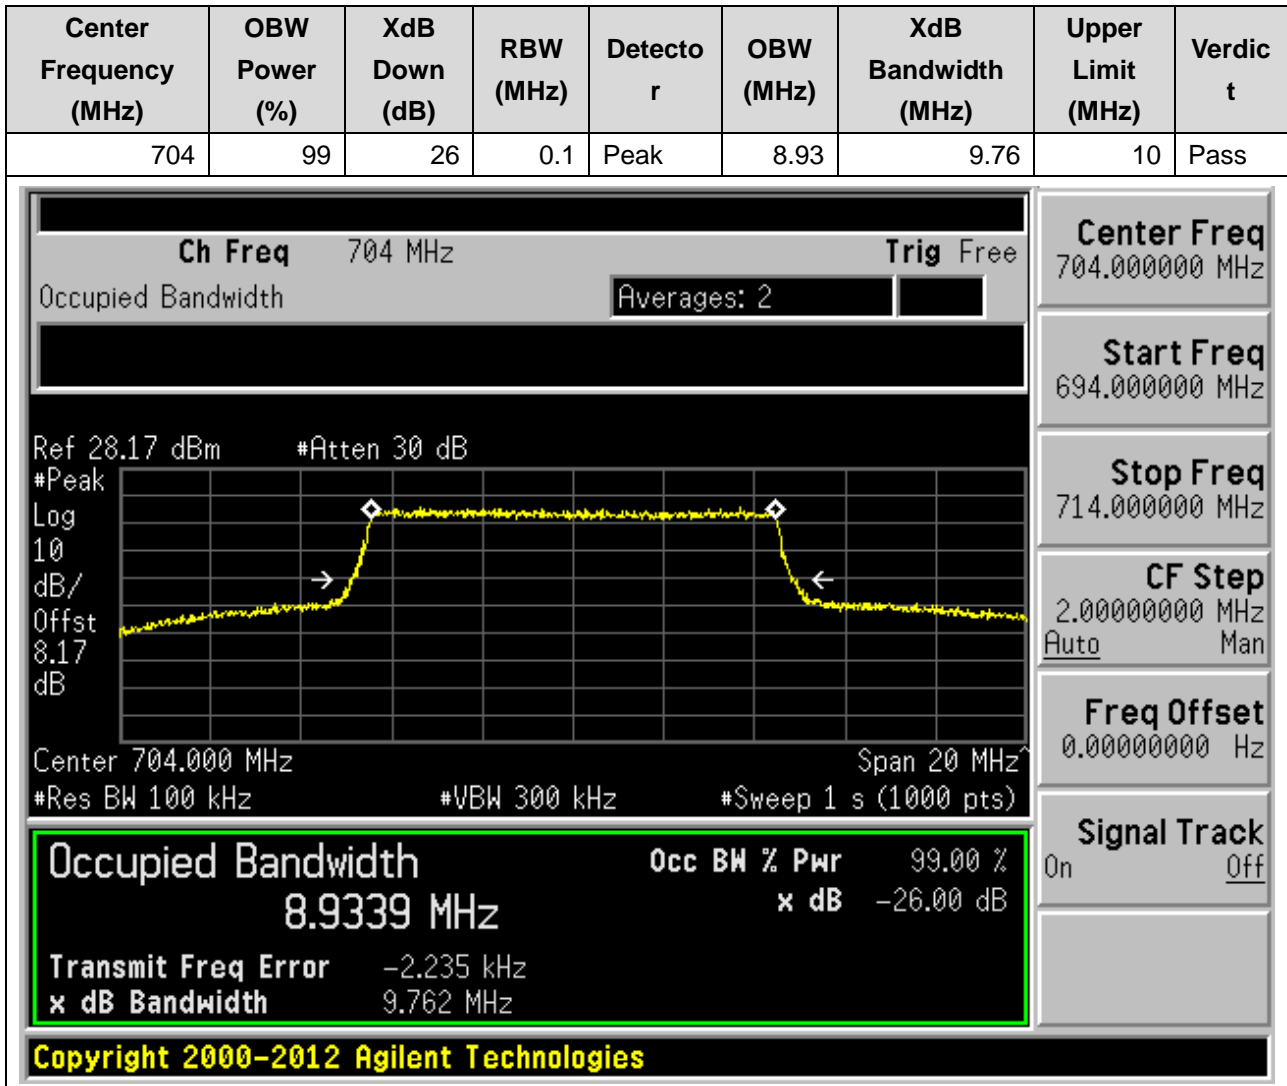 Center Frequency (MHz) OBW Power (%) XdB Down (dB) RBW (MHz) Detecto r OBW (MHz) XdB Bandwidth (MHz) Upper Limit (MHz) Verdic t
704 99 26 0.1 Peak 8.93 9.76 10 Pass
Ch Freq 704 MHz Trig Free
Occupied Bandwidth Averages: 2
Ref 28.17 dBm #Atten 30 dB
#Peak
Log
10
dB/
Offst
8.17
dB
Center 704.000 MHz Span 20 MHz^
#Res BW 100 kHz #VBW 300 kHz #Sweep 1 s (1000 pts)
Occupied Bandwidth Occ BW % Pwr 99.00 %
8.9339 MHz x dB -26.00 dB
Transmit Freq Error -2.235 kHz
x dB Bandwidth 9.762 MHz
Center Freq
704.000000 MHz
Start Freq
694.000000 MHz
Stop Freq
714.000000 MHz
CF Step
2.00000000 MHz
Auto Man
Freq Offset
0.00000000 Hz
Signal Track
On Off
Copyright 2000-2012 Agilent Technologies